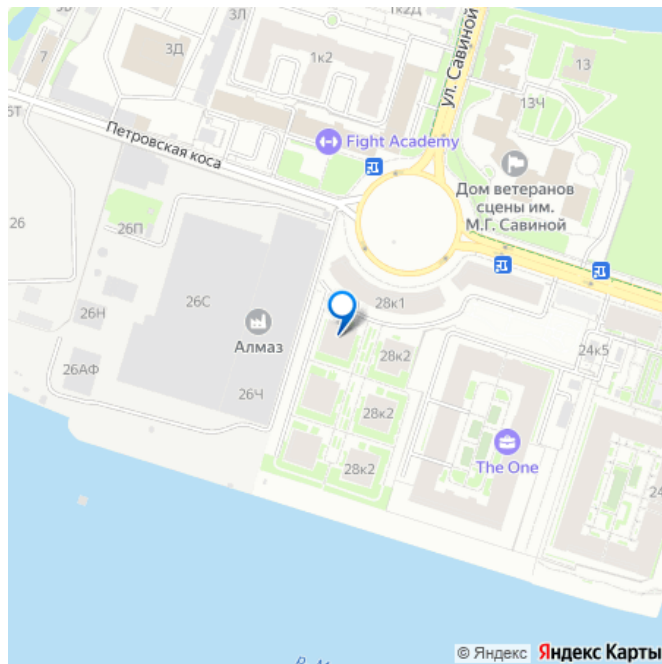 3Л
1к2Д
7
3Д
1к2
ул. Савиной
13
13Ч
Петровская коса
Fight Academy
Дом ветеранов
сцены им.
М.Г. Савиной
26П
26
26С
28к1
26Н
Алмаз
28к2
24к5
26АФ
26Ч
28к2
28к2
The One
24
© Яндекс Яндекс Карты